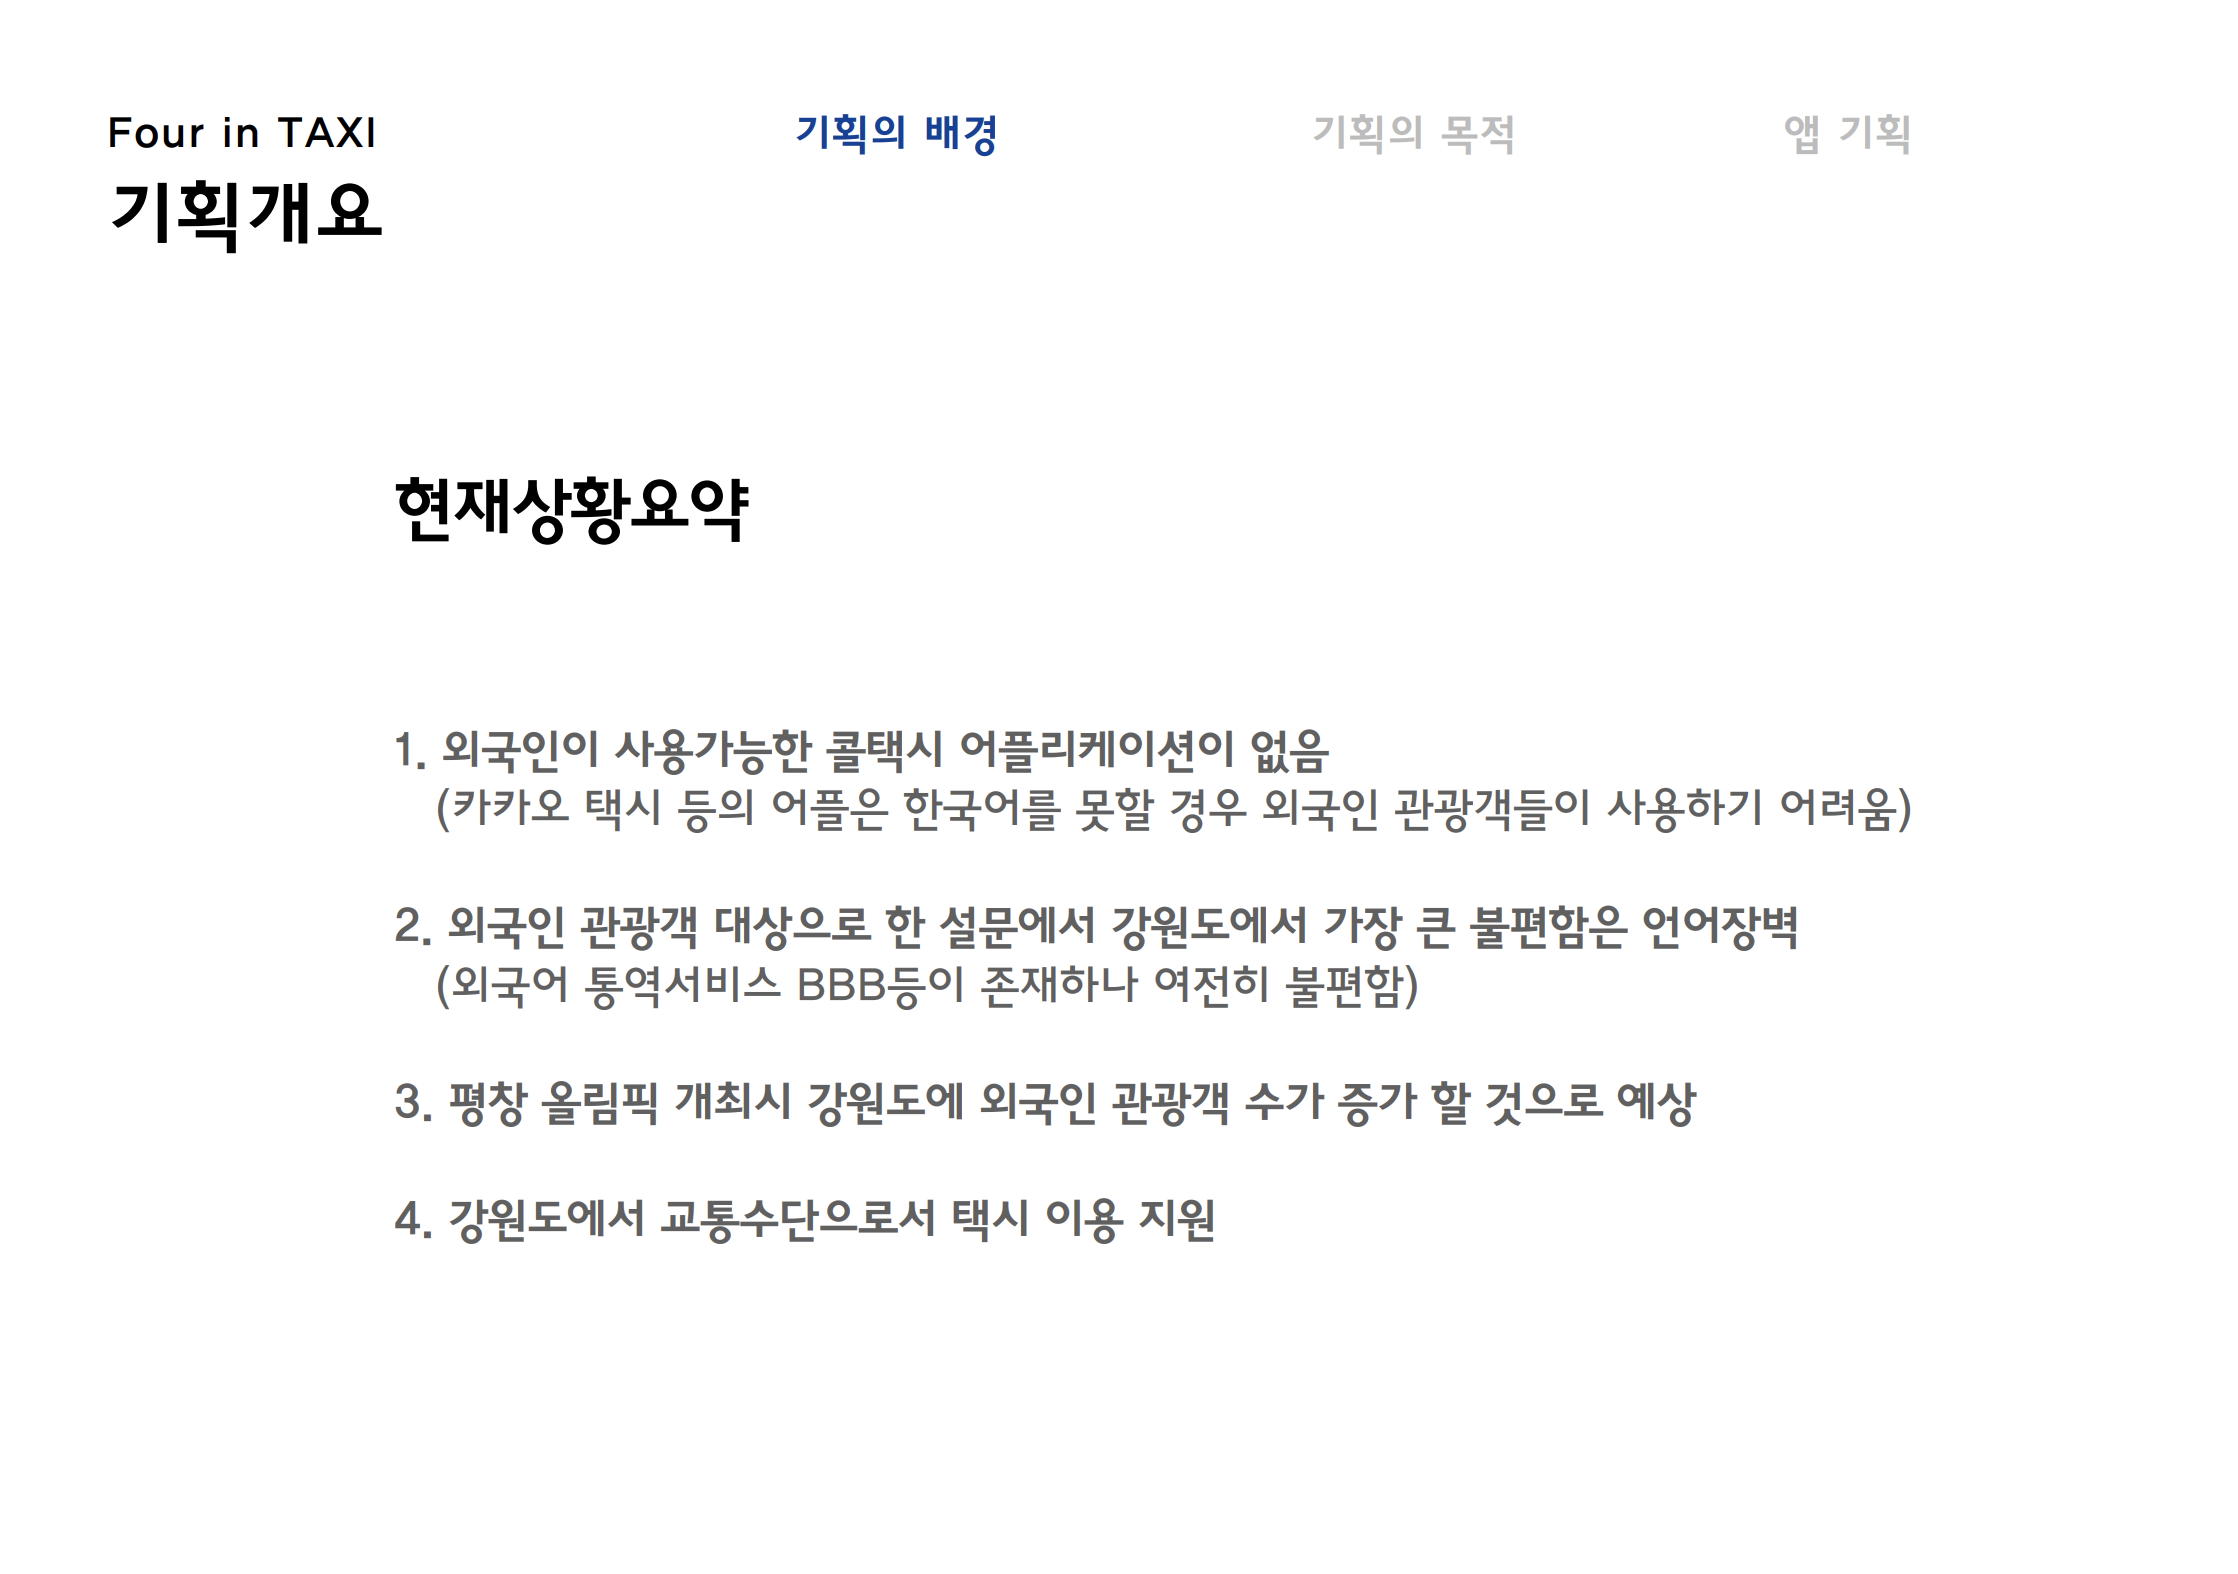 Four in TAXI
기획개요
기획의 배경
기획의 목적
앱 기획
현재상황요약
1. 외국인이 사용가능한 콜택시 어플리케이션이 없음
(카카오 택시 등의 어플은 한국어를 못할 경우 외국인 관광객들이 사용하기 어려움)
2. 외국인 관광객 대상으로 한 설문에서 강원도에서 가장 큰 불편함은 언어장벽
(외국어 통역서비스 BBB등이 존재하나 여전히 불편함)
3. 평창 올림픽 개최시 강원도에 외국인 관광객 수가 증가 할 것으로 예상
4. 강원도에서 교통수단으로서 택시 이용 지원